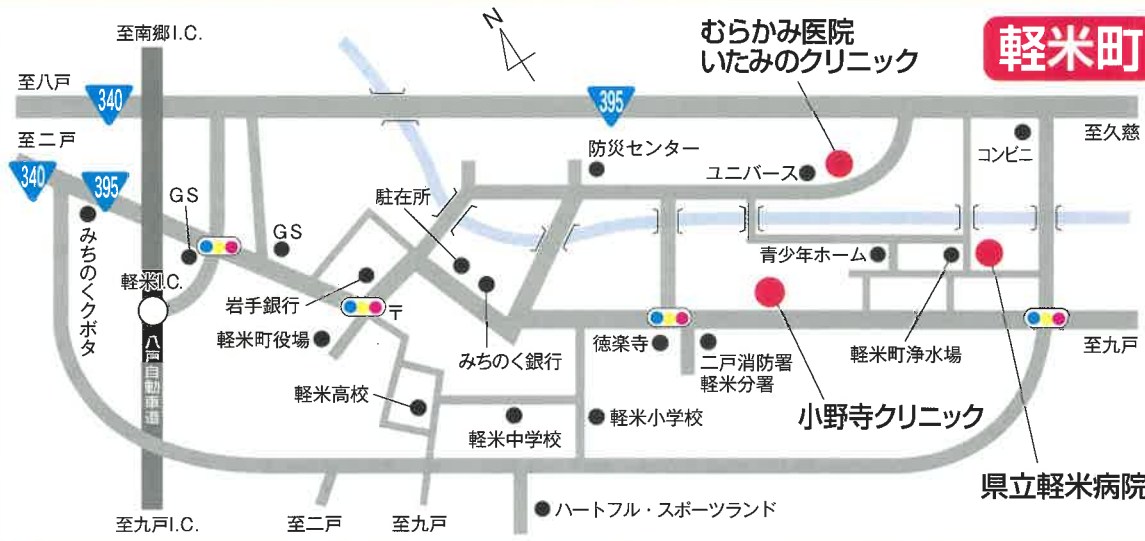 至南郷I.C.
N
むらかみ医院
いたみのクリニック
軽米町
至八戸
340
395
至久慈
至二戸
340
395
GS
防災センター
ユニバース
コンビニ
駐在所
みちのくクボタ
GS
軽米I.C.
岩手銀行
〒
青少年ホーム
八戸自動車道
軽米町役場
みちのく銀行
徳楽寺
二戸消防署
軽米分署
軽米町浄水場
至九戸
軽米高校
軽米中学校
軽米小学校
小野寺クリニック
県立軽米病院
至九戸I.C.
至二戸
至九戸
ハートフル・スポーツランド